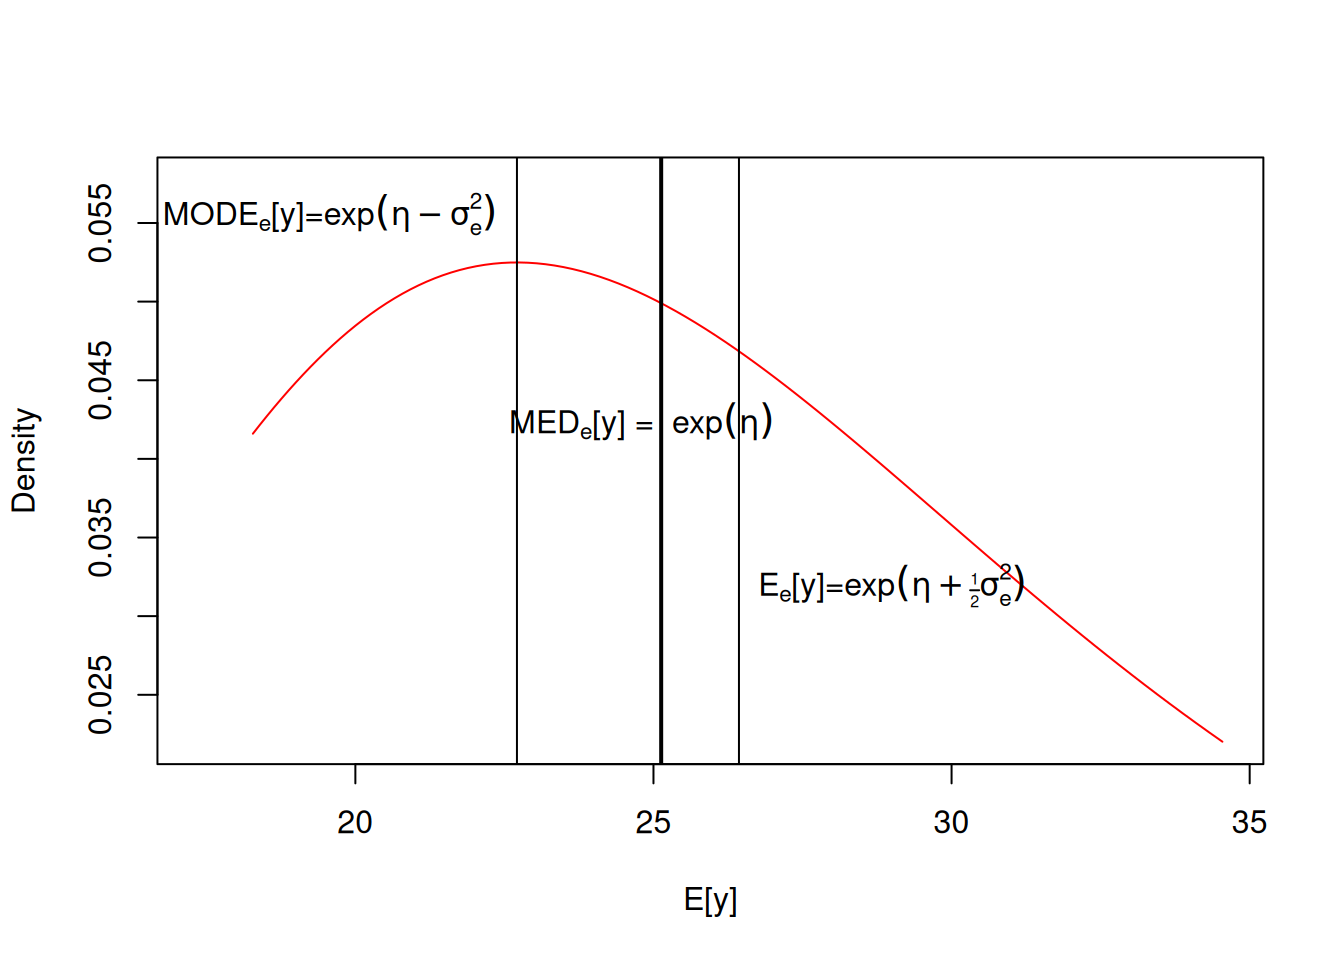 MODEₑ[y]=exp(η − σₑ²)
MEDₑ[y] = exp(η)
Eₑ[y]=exp(η + ½σₑ²)
Density
0.055
0.045
0.035
0.025
20 25 30 35
E[y]